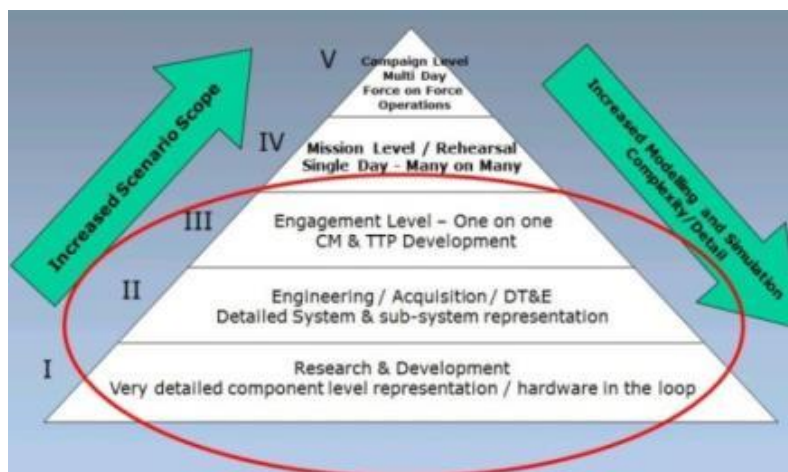 V
Campaign Level
Multi Day
Force on Force
Operations
IV
Mission Level / Rehearsal
Single Day - Many on Many
III
Engagement Level – One on one
CM & TTP Development
II
Engineering / Acquisition / DT&E
Detailed System & sub-system representation
I
Research & Development
Very detailed component level representation / hardware in the loop
Increased Scenario Scope
Increased Modelling and Simulation
Complexity/Detail